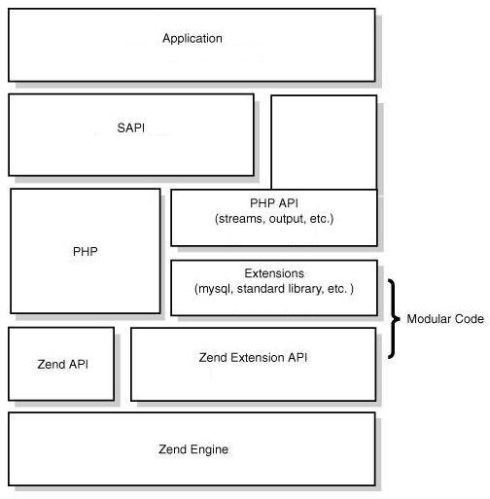 Application
SAPI
PHP API
(streams, output, etc.)
PHP
Extensions
(mysql, standard library, etc. )
Modular Code
Zend API
Zend Extension API
Zend Engine